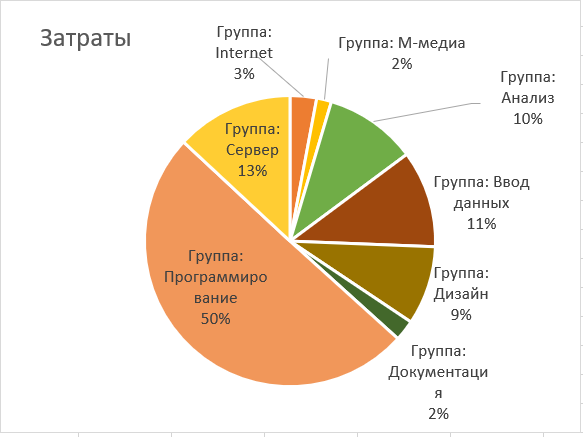 Затраты
Группа:
Internet
3%
Группа: М-медиа
2%
Группа:
Анализ
10%
Группа: Ввод
данных
11%
Группа:
Дизайн
9%
Группа:
Документаци
я
2%
Группа:
Программиро
вание
50%
Группа:
Сервер
13%